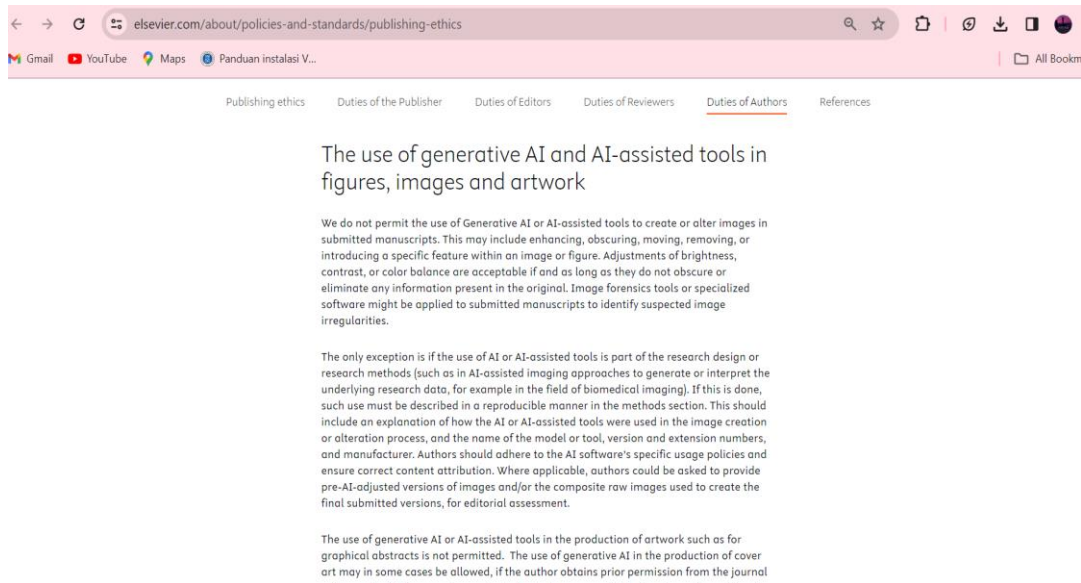 elsevier.com/about/policies-and-standards/publishing-ethics
Gmail YouTube Maps Panduan instalasi V... All Bookm
Publishing ethics Duties of the Publisher Duties of Editors Duties of Reviewers Duties of Authors References
The use of generative AI and AI-assisted tools in
figures, images and artwork
We do not permit the use of Generative AI or AI-assisted tools to create or alter images in
submitted manuscripts. This may include enhancing, obscuring, moving, removing, or
introducing a specific feature within an image or figure. Adjustments of brightness,
contrast, or color balance are acceptable if and as long as they do not obscure or
eliminate any information present in the original. Image forensics tools or specialized
software might be applied to submitted manuscripts to identify suspected image
irregularities.
The only exception is if the use of AI or AI-assisted tools is part of the research design or
research methods (such as in AI-assisted imaging approaches to generate or interpret the
underlying research data, for example in the field of biomedical imaging). If this is done,
such use must be described in a reproducible manner in the methods section. This should
include an explanation of how the AI or AI-assisted tools were used in the image creation
or alteration process, and the name of the model or tool, version and extension numbers,
and manufacturer. Authors should adhere to the AI software's specific usage policies and
ensure correct content attribution. Where applicable, authors could be asked to provide
pre-AI-adjusted versions of images and/or the composite raw images used to create the
final submitted versions, for editorial assessment.
The use of generative AI or AI-assisted tools in the production of artwork such as for
graphical abstracts is not permitted. The use of generative AI in the production of cover
art may in some cases be allowed, if the author obtains prior permission from the journal